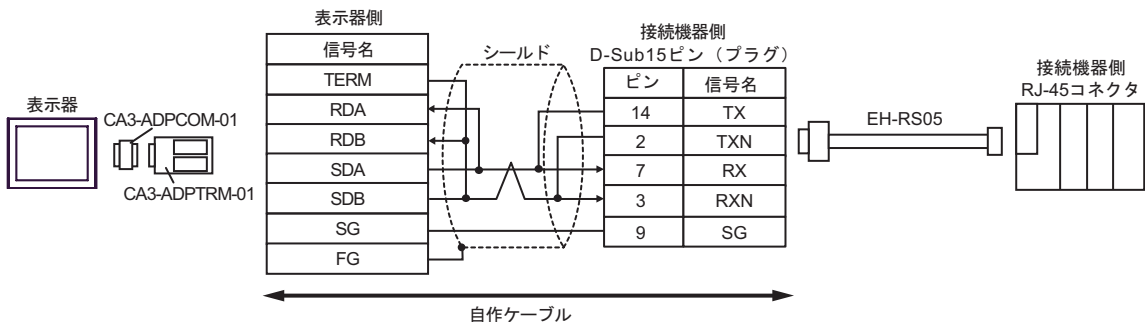 表示器
CA3-ADPCOM-01
CA3-ADPTRM-01
表示器側
信号名
TERM
RDA
RDB
SDA
SDB
SG
FG
シールド
接続機器側
D-Sub15ピン（プラグ）
ピン 信号名
14 TX
2 TXN
7 RX
3 RXN
9 SG
EH-RS05
接続機器側
RJ-45コネクタ
自作ケーブル